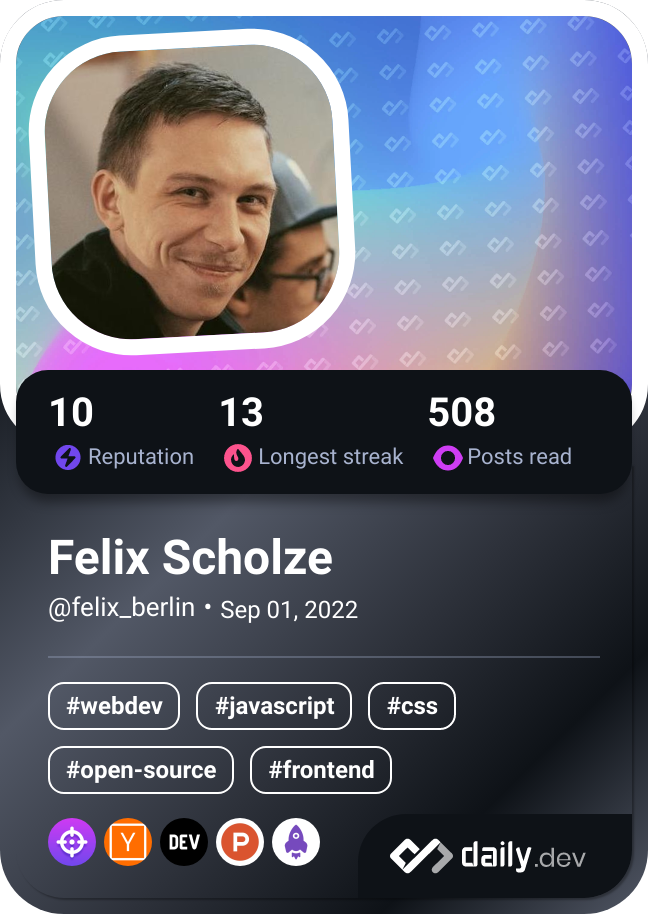 10 13 508
Reputation Longest streak Posts read
Felix Scholze
@felix_berlin • Sep 01, 2022
#webdev #javascript #css
#open-source #frontend
Y DEV P daily.dev